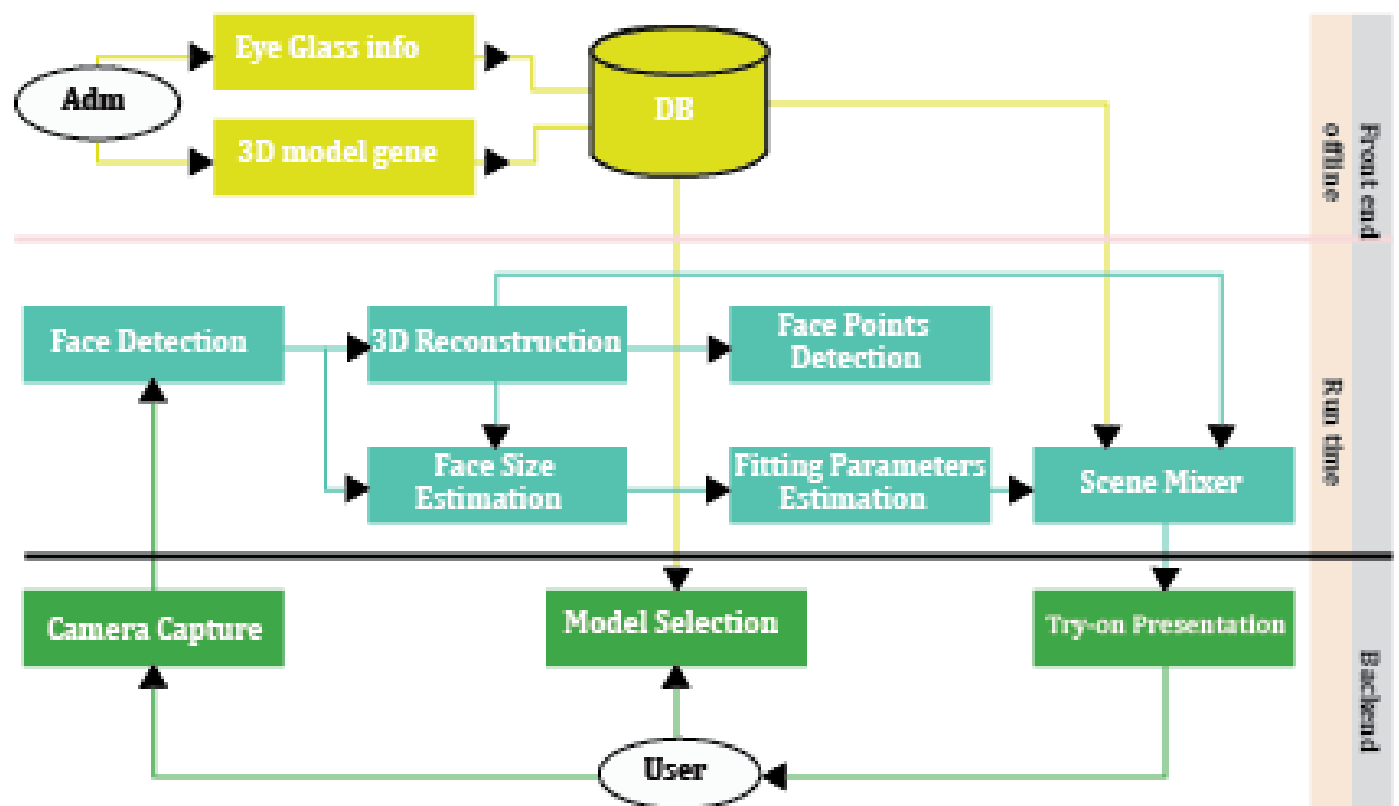 Eye Glass info
Adm
DB
3D model gene
offline
Front end
Face Detection
3D Reconstruction
Face Points
Detection
Run time
Face Size
Estimation
Fitting Parameters
Estimation
Scene Mixer
Camera Capture
Model Selection
Try-on Presentation
Backend
User